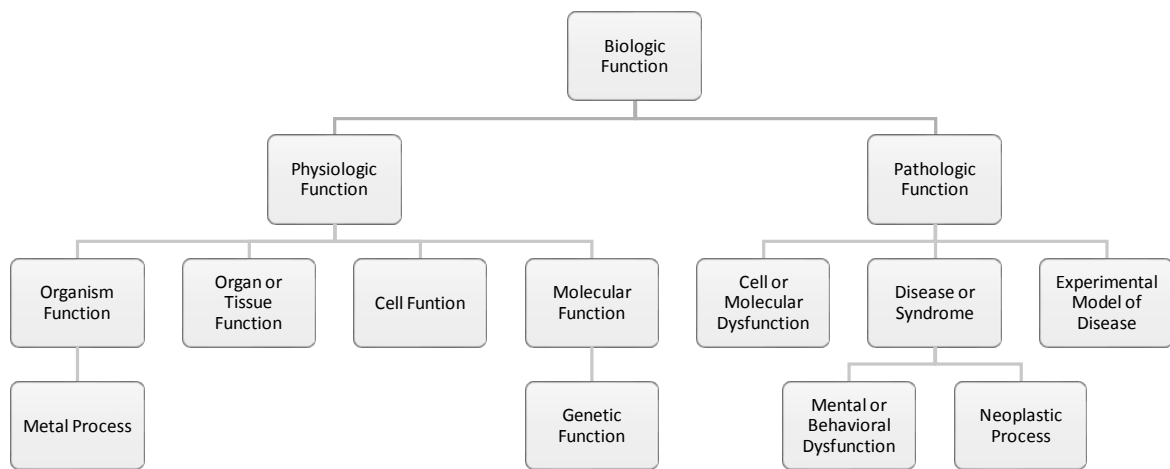 Biologic
Function
Physiologic
Function
Pathologic
Function
Organism
Function
Organ or
Tissue
Function
Cell Funtion
Molecular
Function
Cell or
Molecular
Dysfunction
Disease or
Syndrome
Experimental
Model of
Disease
Metal Process
Genetic
Function
Mental or
Behavioral
Dysfunction
Neoplastic
Process